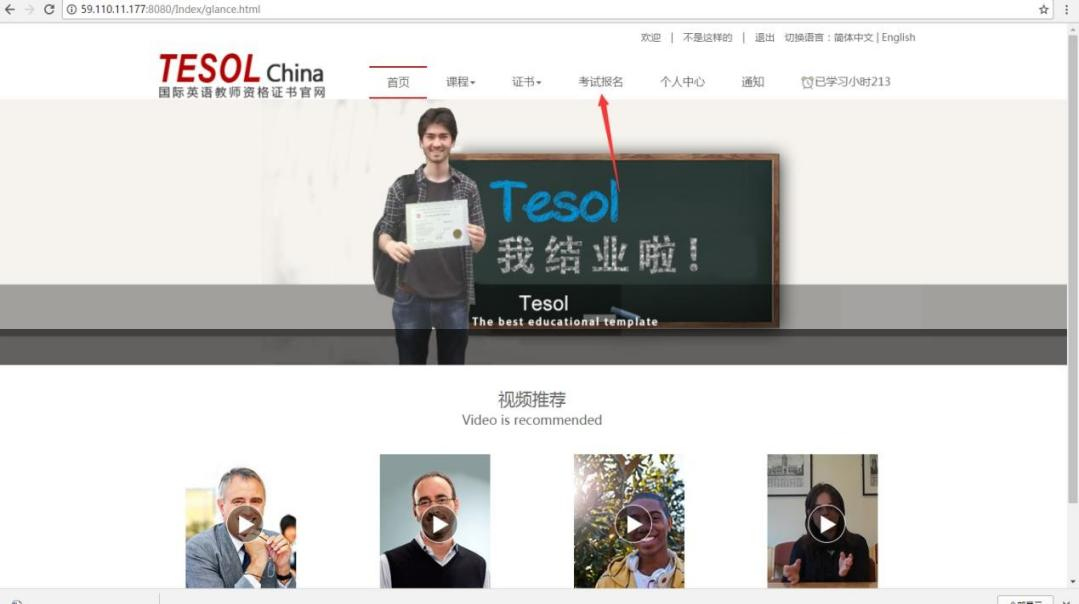 59.110.11.177:8080/Index/glance.html
欢迎 | 不是这样的 | 退出 切换语言：简体中文 | English
TESOL China
国际英语教师资格证书官网
首页 课程 证书 考试报名 个人中心 通知 已学习小时213
Tesol
我结业啦！
Tesol
The best educational template
视频推荐
Video is recommended